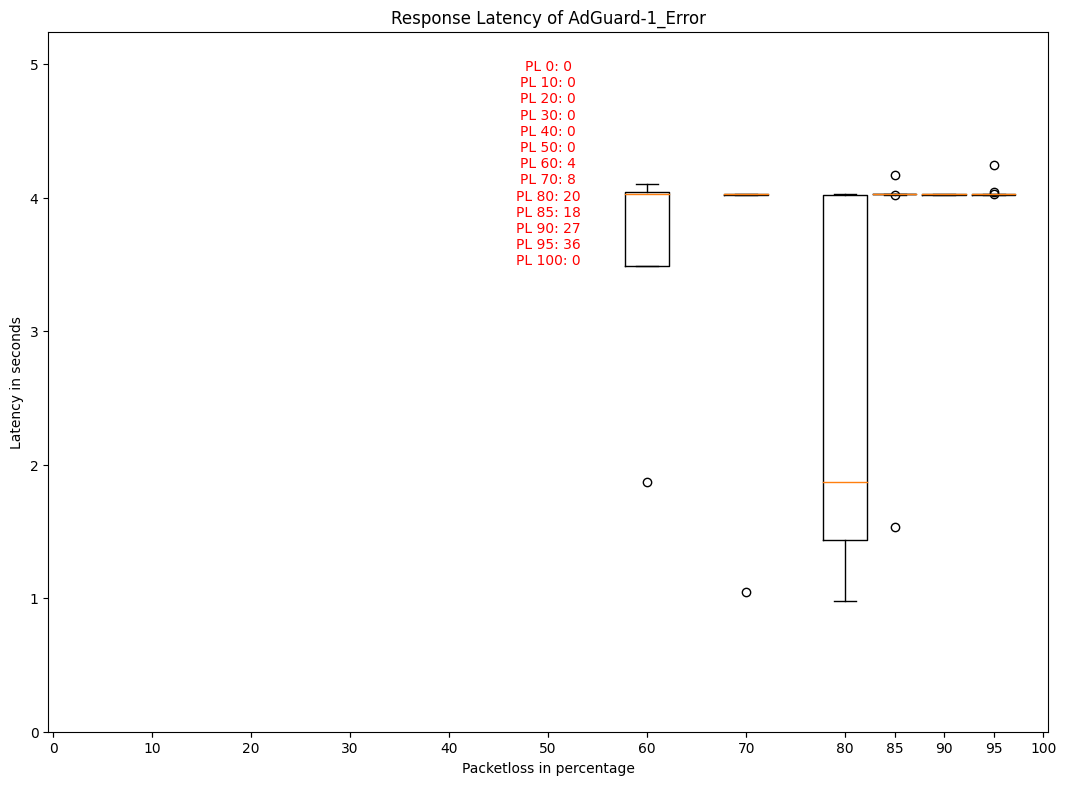 Response Latency of AdGuard-1_Error
5
4
3
2
1
0
Latency in seconds
PL 0: 0
PL 10: 0
PL 20: 0
PL 30: 0
PL 40: 0
PL 50: 0
PL 60: 4
PL 70: 8
PL 80: 20
PL 85: 18
PL 90: 27
PL 95: 36
PL 100: 0
0 10 20 30 40 50 60 70 80 85 90 95 100
Packetloss in percentage